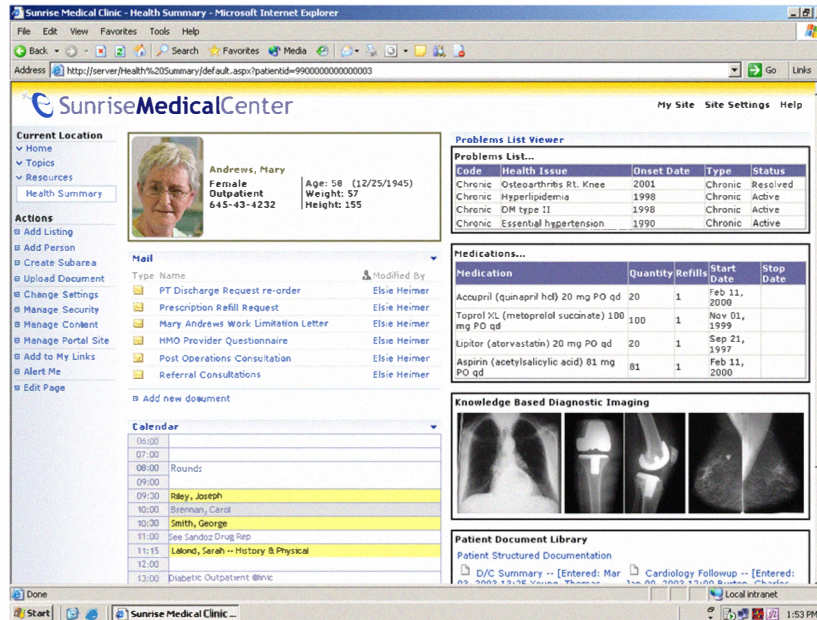 Sunrise Medical Clinic - Health Summary - Microsoft Internet Explorer
File Edit View Favorites Tools Help
Back Search Favorites Media
Address http://server/Health%20Summary/default.aspx?patientid=9900000000000003 Go Links
SunriseMedicalCenter
My Site Site Settings Help
Current Location
Home
Topics
Resources
Health Summary
Actions
Add Listing
Add Person
Create Subarea
Upload Document
Change Settings
Manage Security
Manage Content
Manage Portal Site
Add to My Links
Alert Me
Edit Page
Andrews, Mary
Female Age: 58 (12/25/1945)
Outpatient Weight: 57
645-43-4232 Height: 155
Mail
Type Name Modified By
PT Discharge Request re-order Elsie Heimer
Prescription Refill Request Elsie Heimer
Mary Andrews Work Limitation Letter Elsie Heimer
HMO Provider Questionnaire Elsie Heimer
Post Operations Consultation Elsie Heimer
Referral Consultations Elsie Heimer
Add new document
Calendar
06:00
07:00
08:00 Rounds
09:00
09:30 Riley, Joseph
10:00 Brennan, Carol
10:30 Smith, George
11:00 See Sandoz Drug Rep
11:15 Lalond, Sarah -- History & Physical
12:00
13:00 Diabetic Outpatient Clinic
Problems List Viewer
Problems List...
Code Health Issue Onset Date Type Status
Chronic Osteoarthritis Rt. Knee 2001 Chronic Resolved
Chronic Hyperlipidemia 1998 Chronic Active
Chronic DM type II 1998 Chronic Active
Chronic Essential hypertension 1990 Chronic Active
Medications...
Medication Quantity Refills Start Date Stop Date
Accupril (quinapril hcl) 20 mg PO qd 20 1 Feb 11, 2000
Toprol XL (metoprolol succinate) 100 mg PO qd 100 1 Nov 01, 1999
Lipitor (atorvastatin) 20 mg PO qd 20 1 Sep 21, 1997
Aspirin (acetylsalicylic acid) 81 mg PO qd 81 1 Feb 11, 2000
Knowledge Based Diagnostic Imaging
Patient Document Library
Patient Structured Documentation
D/C Summary -- [Entered: Mar Cardiology Followup -- [Entered:
Done Local intranet
Start Sunrise Medical Clinic ... 1:53 PM